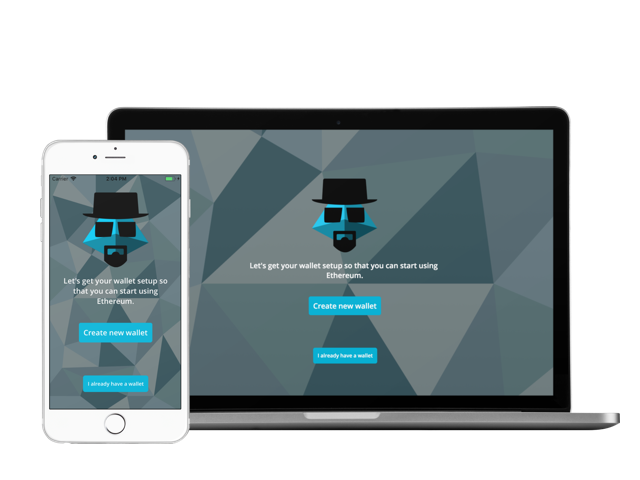 Carrier 2:04 PM
Let's get your wallet setup so
that you can start using
Ethereum.
Create new wallet
I already have a wallet
Let's get your wallet setup so that you can start using
Ethereum.
Create new wallet
I already have a wallet